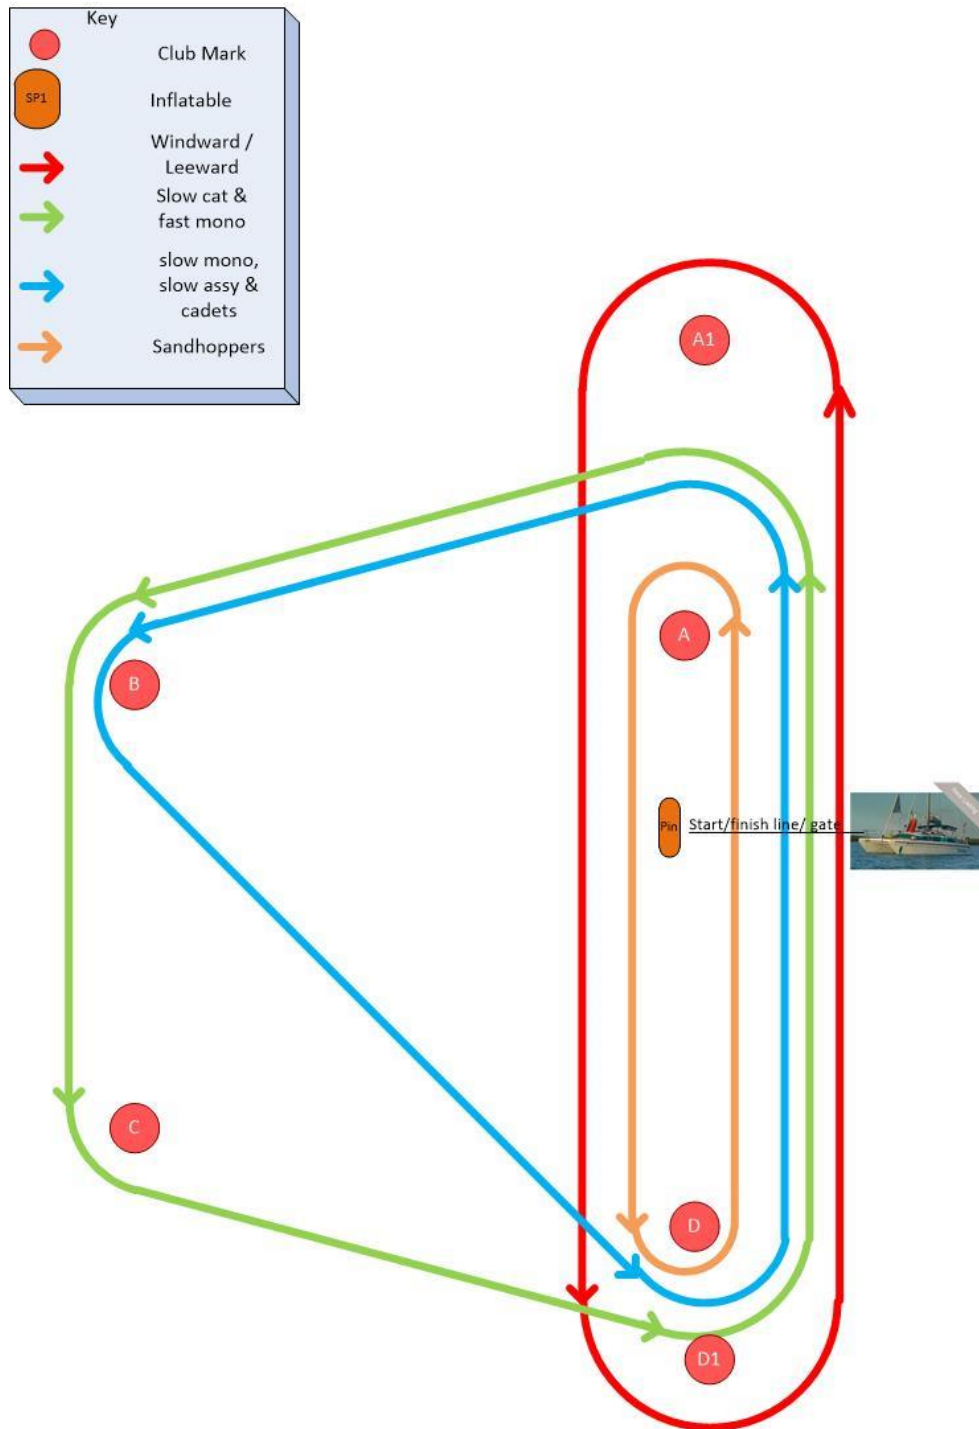 Key
Club Mark
SP1
Inflatable
Windward /
Leeward
Slow cat &
fast mono
slow mono,
slow assy &
cadets
Sandhoppers
A1
A
B
Pin
Start/finish line/ gate
C
D
D1